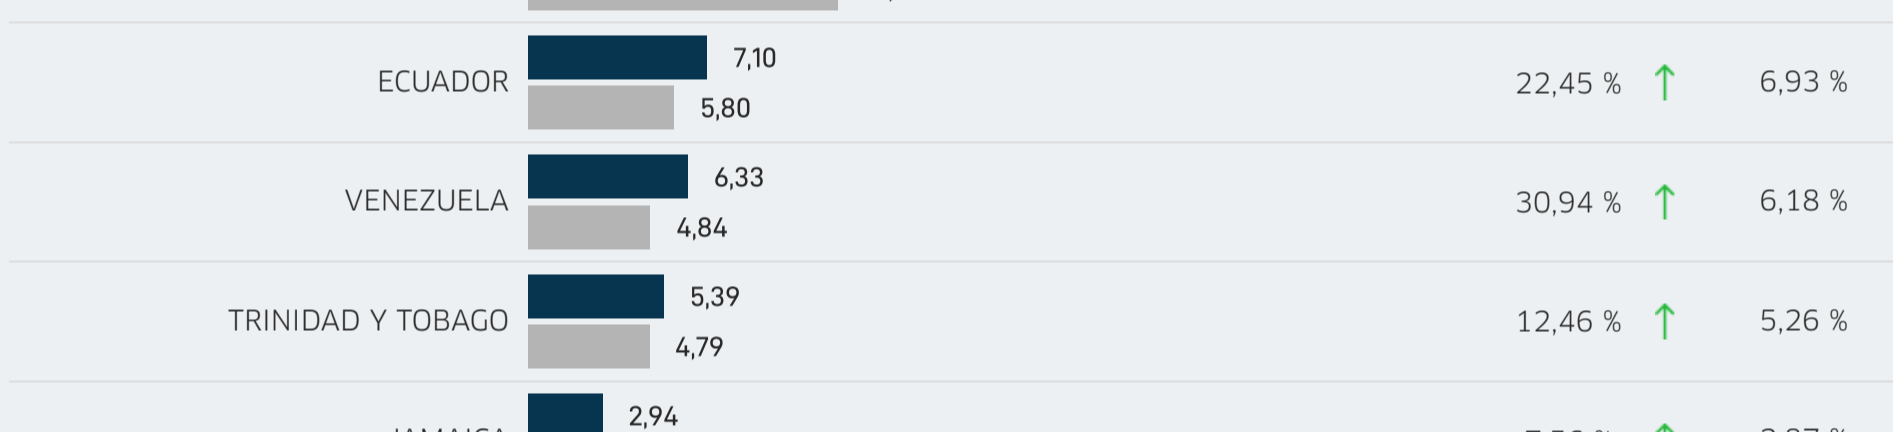 ECUADOR 7,10 5,80 22,45 % ↑ 6,93 %
VENEZUELA 6,33 4,84 30,94 % ↑ 6,18 %
TRINIDAD Y TOBAGO 5,39 4,79 12,46 % ↑ 5,26 %
2,94